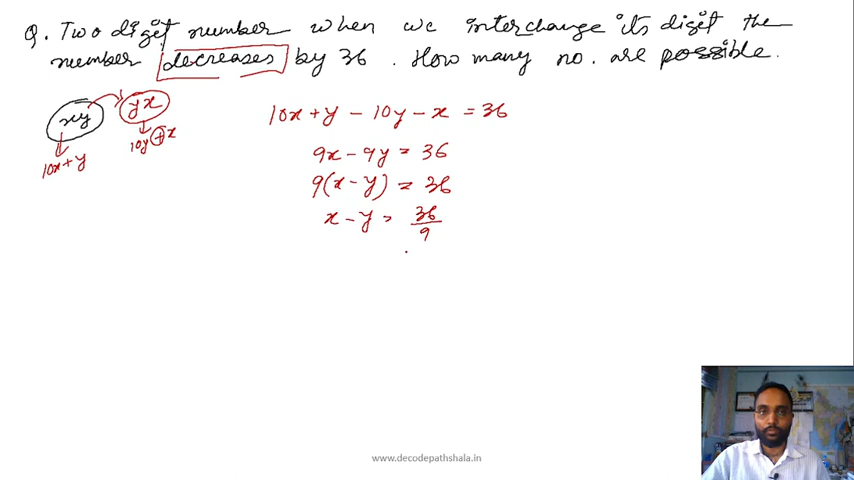 Q. Two digit number when we interchange its digit the
number decreases by 36. How many no. are possible.
xy yx
10x+y 10y+x
10x+y-10y-x=36
9x-9y=36
9(x-y)=36
x-y=36/9
www.decodepathshala.in